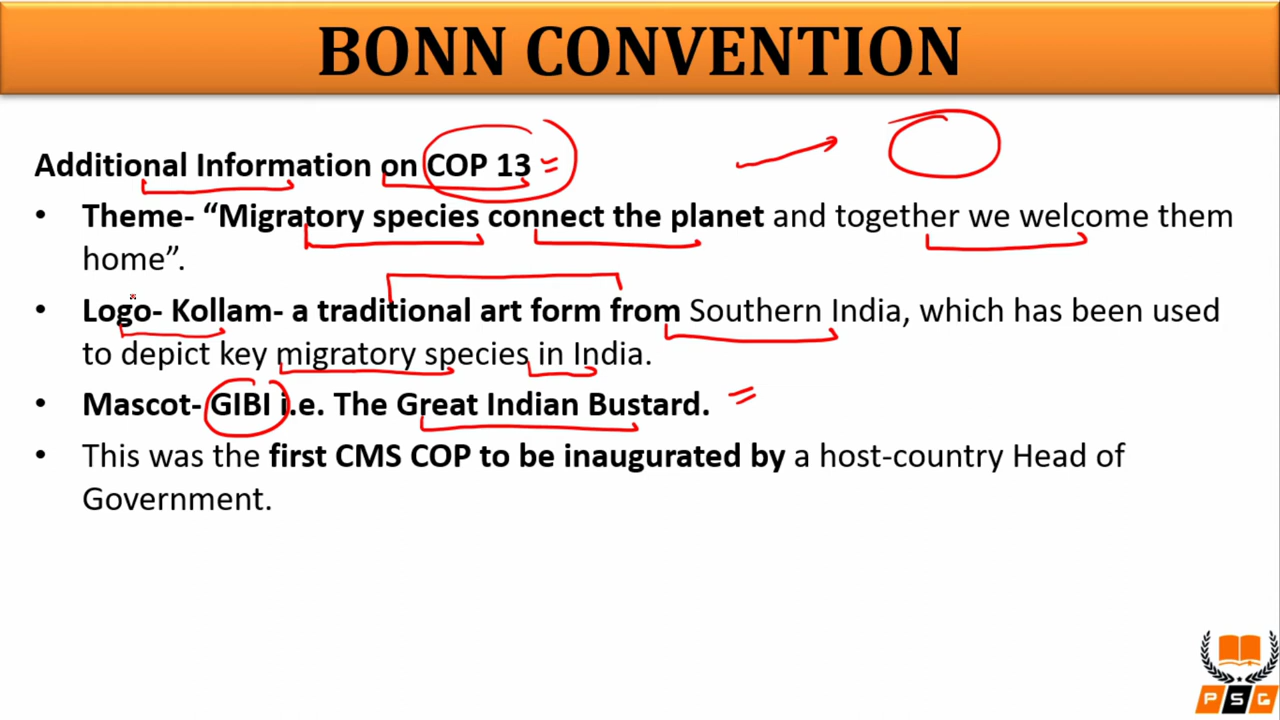 BONN CONVENTION
Additional Information on COP 13
• Theme- “Migratory species connect the planet and together we welcome them
home”.
• Logo- Kollam- a traditional art form from Southern India, which has been used
to depict key migratory species in India.
• Mascot- GIBI i.e. The Great Indian Bustard.
• This was the first CMS COP to be inaugurated by a host-country Head of
Government.
PSG